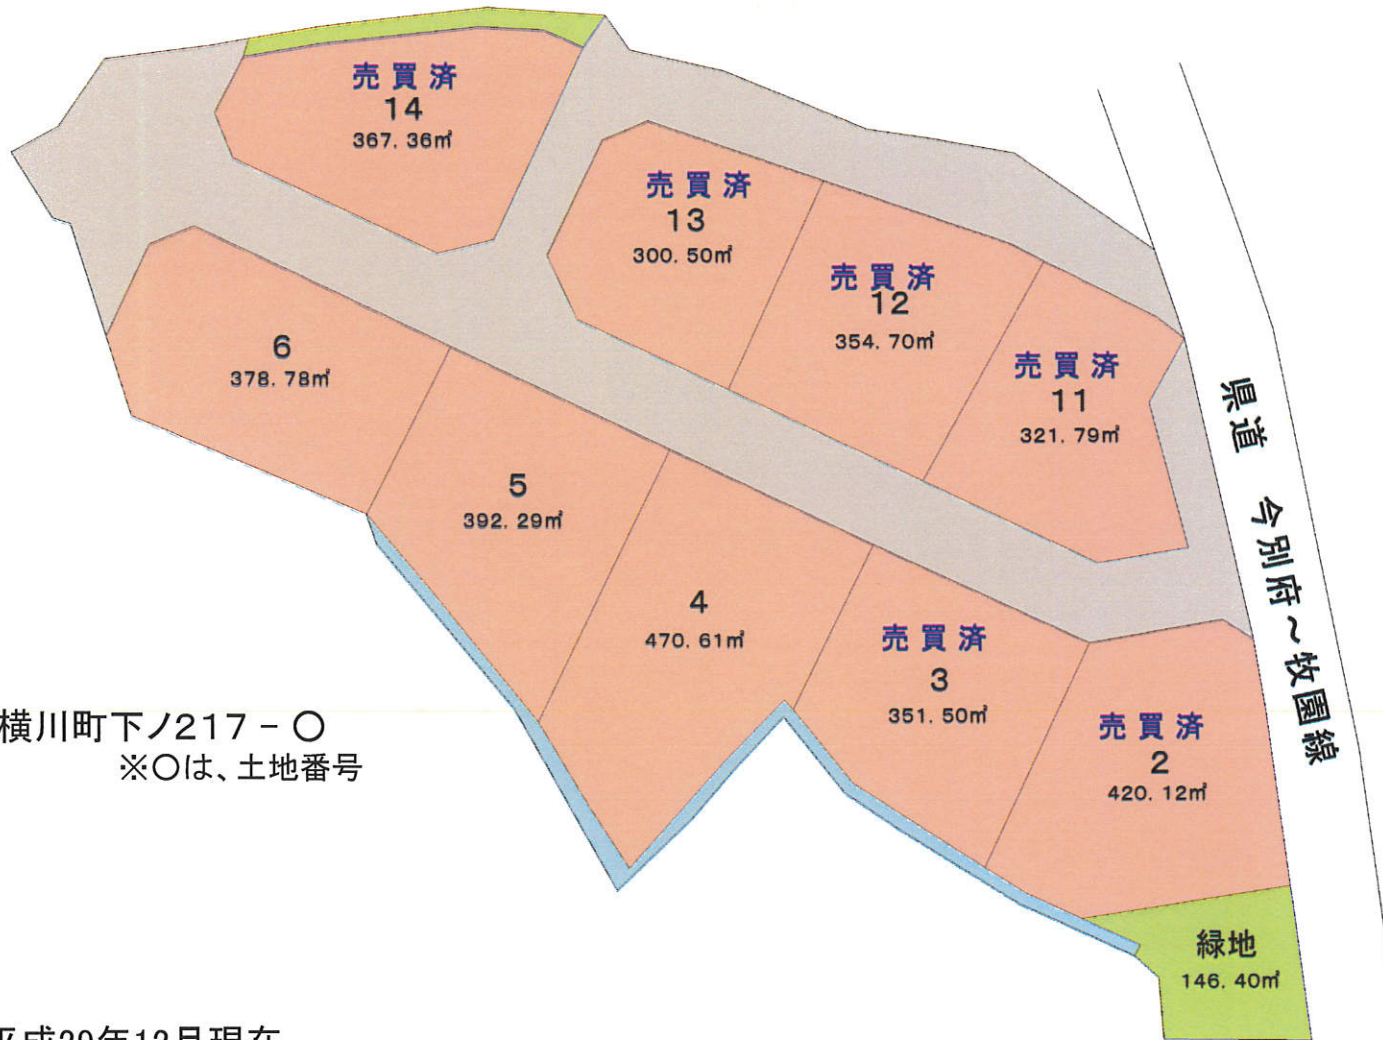 売買済
14
367. 36㎡
売買済
13
300. 50㎡
売買済
12
354. 70㎡
売買済
11
321. 79㎡
6
378. 78㎡
5
392. 29㎡
4
470. 61㎡
売買済
3
351. 50㎡
売買済
2
420. 12㎡
県道 今別府～牧園線
緑地
146. 40㎡
横川町下ノ217－〇
※〇は、土地番号